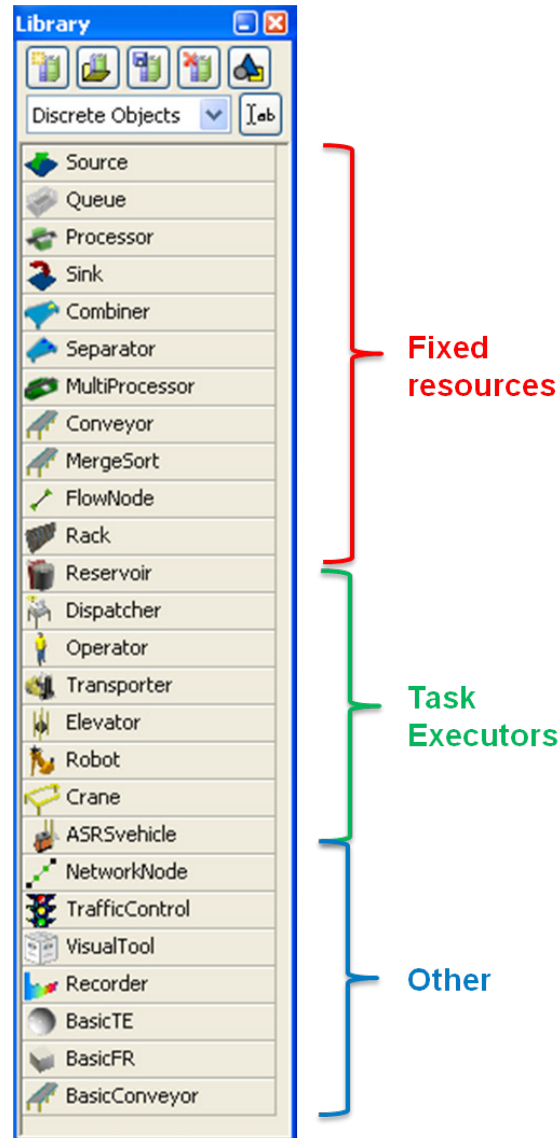 Library
Discrete Objects
ab
Source
Queue
Processor
Sink
Combiner
Separator
MultiProcessor
Conveyor
MergeSort
FlowNode
Rack
Reservoir
Dispatcher
Operator
Transporter
Elevator
Robot
Crane
ASRSvehicle
NetworkNode
TrafficControl
VisualTool
Recorder
BasicTE
BasicFR
BasicConveyor
Fixed
resources
Task
Executors
Other